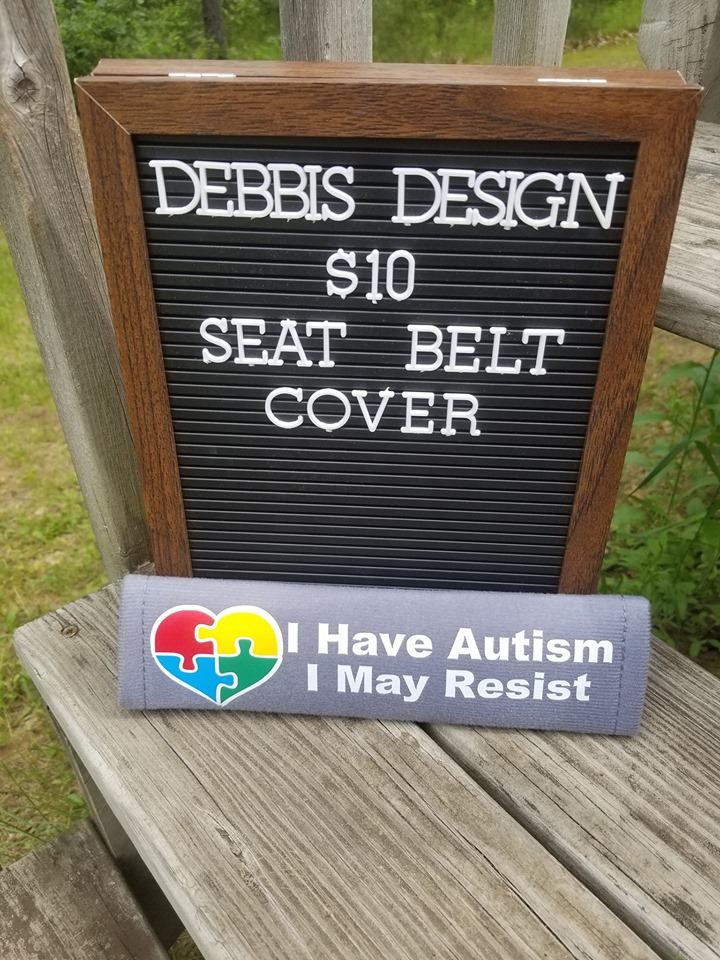 DEBBIS DESIGN
$10
SEAT BELT
COVER
I Have Autism
I May Resist